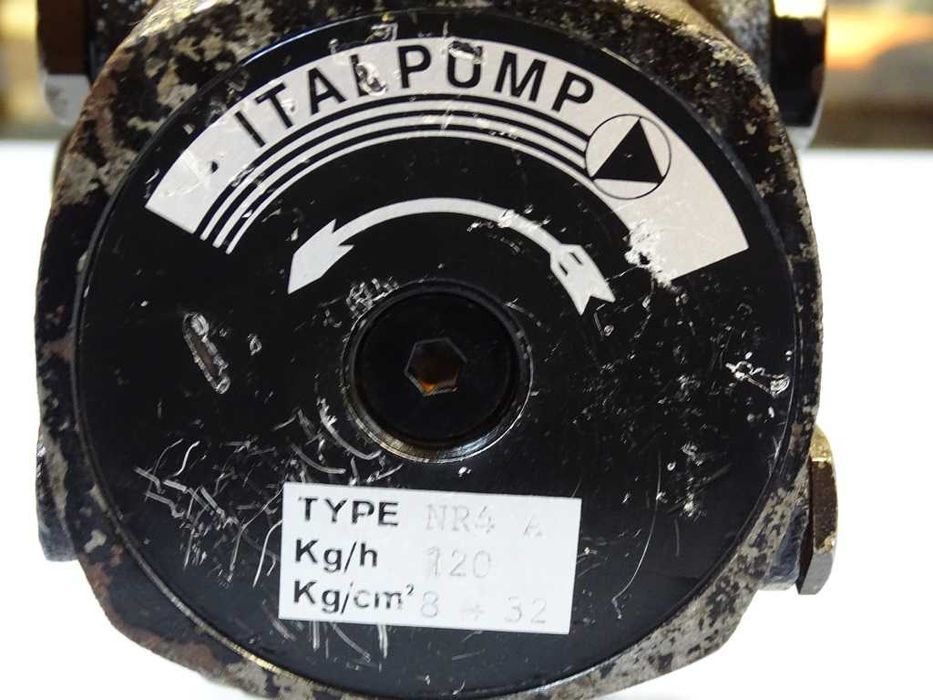 ITALPUMP
TYPE NR4 A
Kg/h 120
Kg/cm² 8 * 32